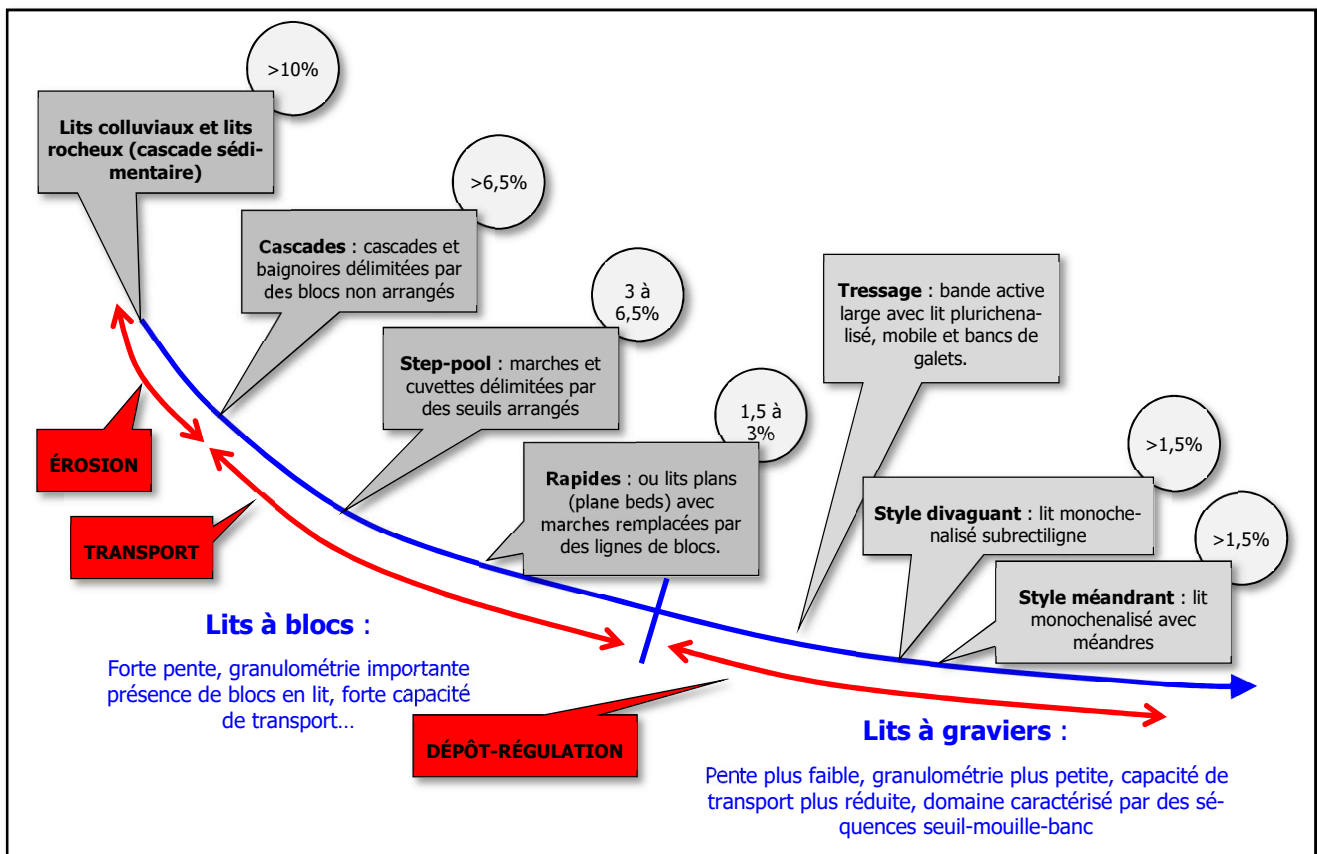 >10%
Lits colluviaux et lits
rocheux (cascade sédi-
mentaire)
>6,5%
Cascades : cascades et
baignoires délimitées par
des blocs non arrangés
3 à
6,5%
Step-pool : marches et
cuvettes délimitées par
des seuils arrangés
1,5 à
3%
Rapides : ou lits plans
(plane beds) avec
marches remplacées par
des lignes de blocs.
Tressage : bande active
large avec lit plurichena-
lisé, mobile et bancs de
galets.
>1,5%
Style divaguant : lit monoche-
nalisé subrectiligne
>1,5%
Style méandrant : lit
monochenalisé avec
méandres
ÉROSION
TRANSPORT
DÉPÔT-RÉGULATION
Lits à blocs :
Forte pente, granulométrie importante
présence de blocs en lit, forte capacité
de transport...
Lits à graviers :
Pente plus faible, granulométrie plus petite, capacité de
transport plus réduite, domaine caractérisé par des sé-
quences seuil-mouille-banc